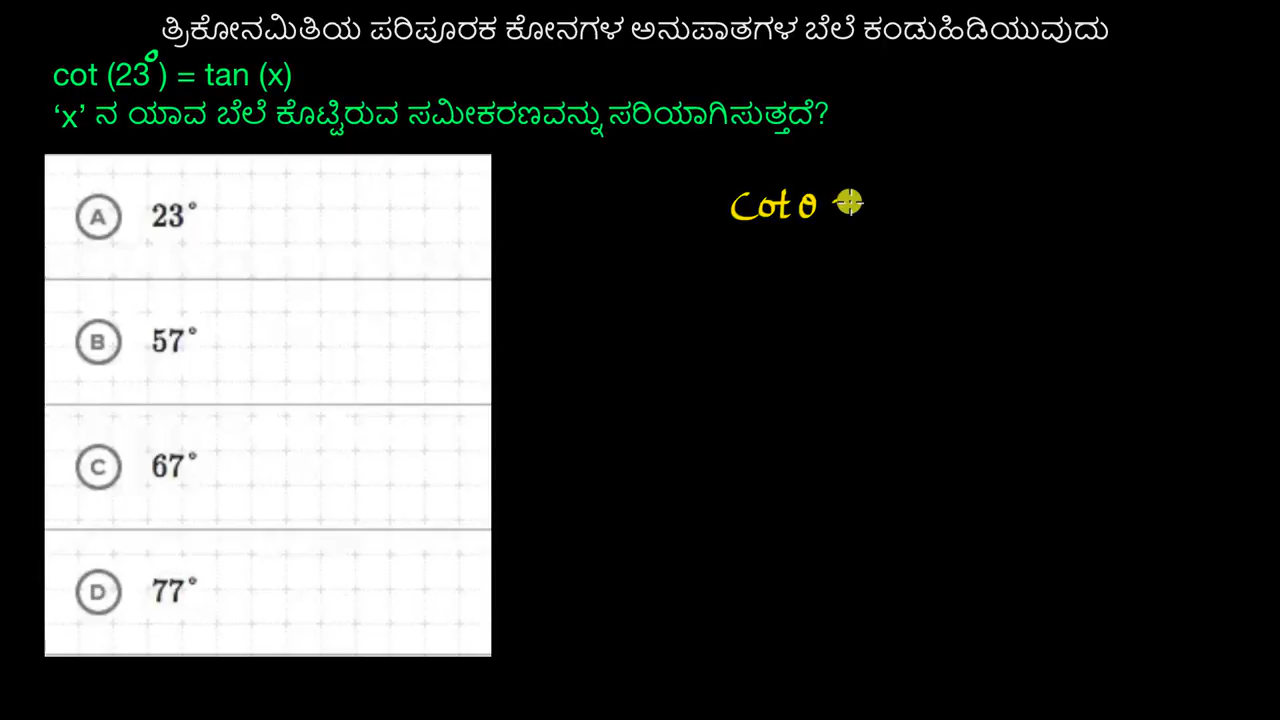 ತ್ರಿಕೋನಮಿತಿಯ ಪರಿಪೂರಕ ಕೋನಗಳ ಅನುಪಾತಗಳ ಬೆಲೆ ಕಂಡುಹಿಡಿಯುವುದು
cot (23°) = tan (x)
‘x’ ನ ಯಾವ ಬೆಲೆ ಕೊಟ್ಟಿರುವ ಸಮೀಕರಣವನ್ನು ಸರಿಯಾಗಿಸುತ್ತದೆ?
Cot θ
A 23°
B 57°
C 67°
D 77°